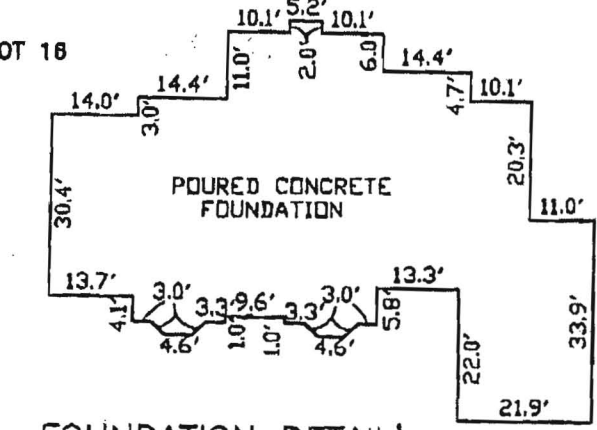 5.2'
10.1' 10.1'
OT 16
11.0' 2.0' 6.0'
14.4' 14.4'
14.0' 3.0' 4.7' 10.1'
POURED CONCRETE
FOUNDATION
30.4' 20.3'
11.0'
13.7' 3.0' 3.3' 9.6' 3.3' 3.0' 13.3'
4.1' 4.6' 1.0' 1.0' 4.6' 5.8'
22.0' 33.9'
21.9'